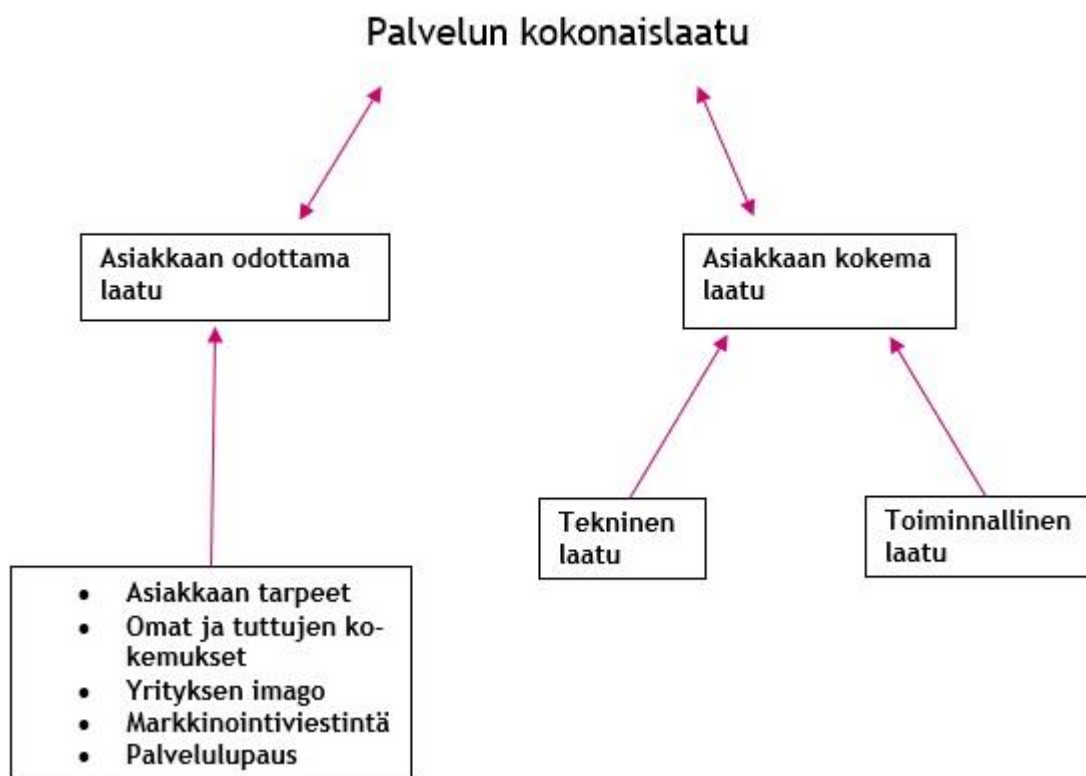 Palvelun kokonaislaatu
Asiakkaan odottama
laatu
Asiakkaan kokema
laatu
Tekninen
laatu
Toiminnallinen
laatu
• Asiakkaan tarpeet
• Omat ja tuttujen ko-
kemukset
• Yrityksen imago
• Markkinointiviestintä
• Palvelulupaus